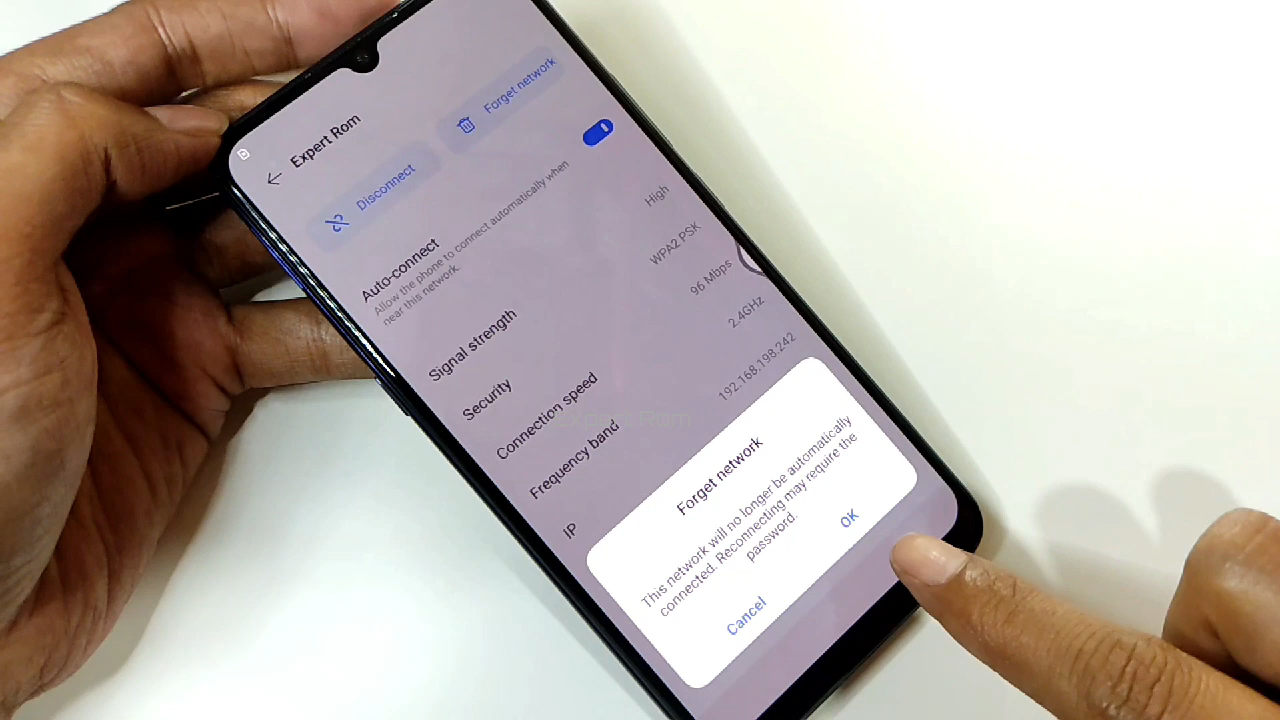 Expert Rom
Disconnect
Forget network
Auto-connect
Allow the phone to connect automatically when
near this network.
Signal strength
High
Security
WPA2 PSK
Connection speed
96 Mbps
Frequency band
2.4GHz
IP
192.168.198.242
Forget network
This network will no longer be automatically
connected. Reconnecting may require the
password.
Cancel
OK
Expert Rom